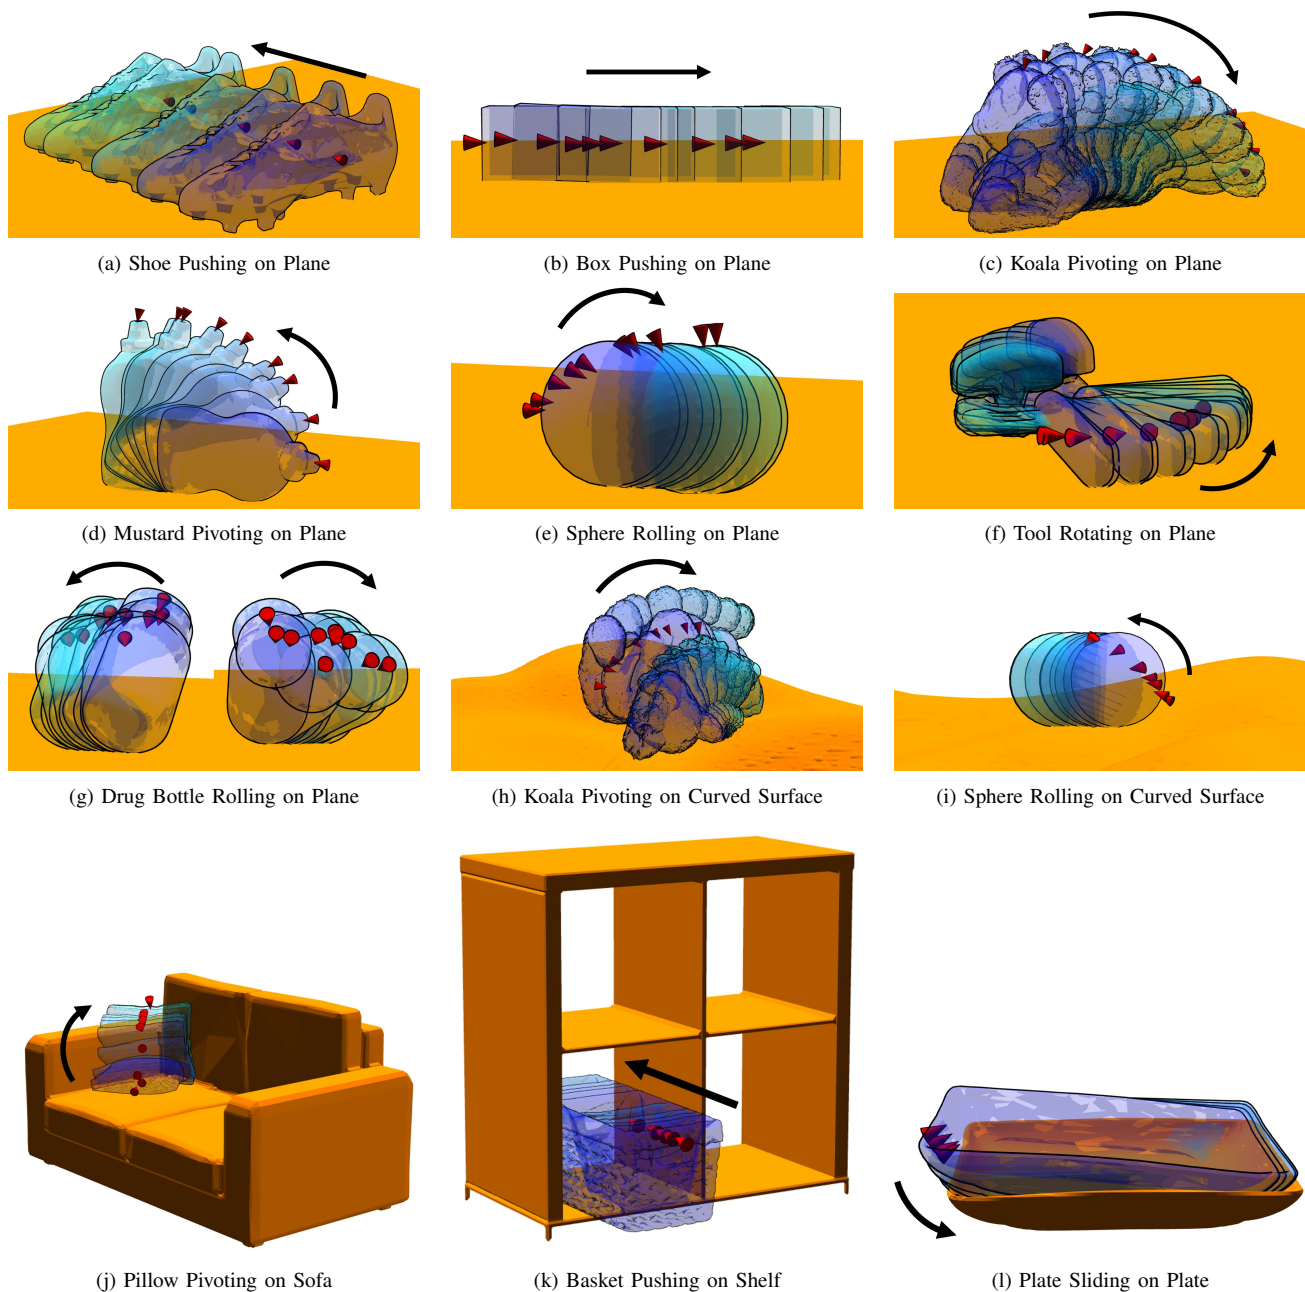 (a) Shoe Pushing on Plane
(b) Box Pushing on Plane
(c) Koala Pivoting on Plane
(d) Mustard Pivoting on Plane
(e) Sphere Rolling on Plane
(f) Tool Rotating on Plane
(g) Drug Bottle Rolling on Plane
(h) Koala Pivoting on Curved Surface
(i) Sphere Rolling on Curved Surface
(j) Pillow Pivoting on Sofa
(k) Basket Pushing on Shelf
(l) Plate Sliding on Plate